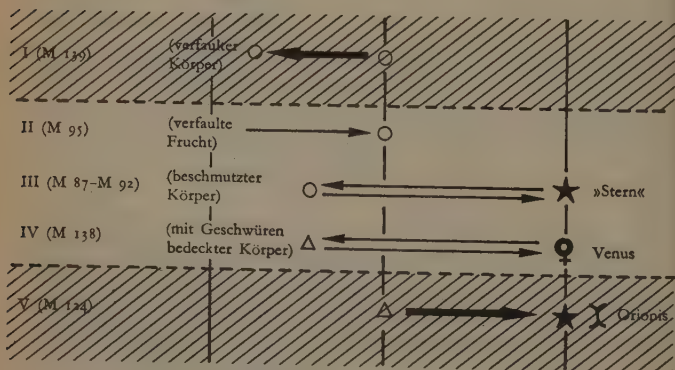 I (M 139) (verfaulter
Körper)
II (M 95) (verfaulte
Frucht)
III (M 87–M 92) (beschmutzter
Körper) »Stern«
IV (M 138) (mit Geschwüren
bedeckter Körper) Venus
V (M 124) Orionis